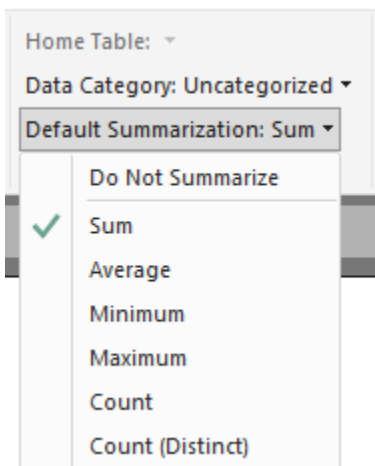 Home Table:
Data Category: Uncategorized
Default Summarization: Sum
Do Not Summarize
Sum
Average
Minimum
Maximum
Count
Count (Distinct)